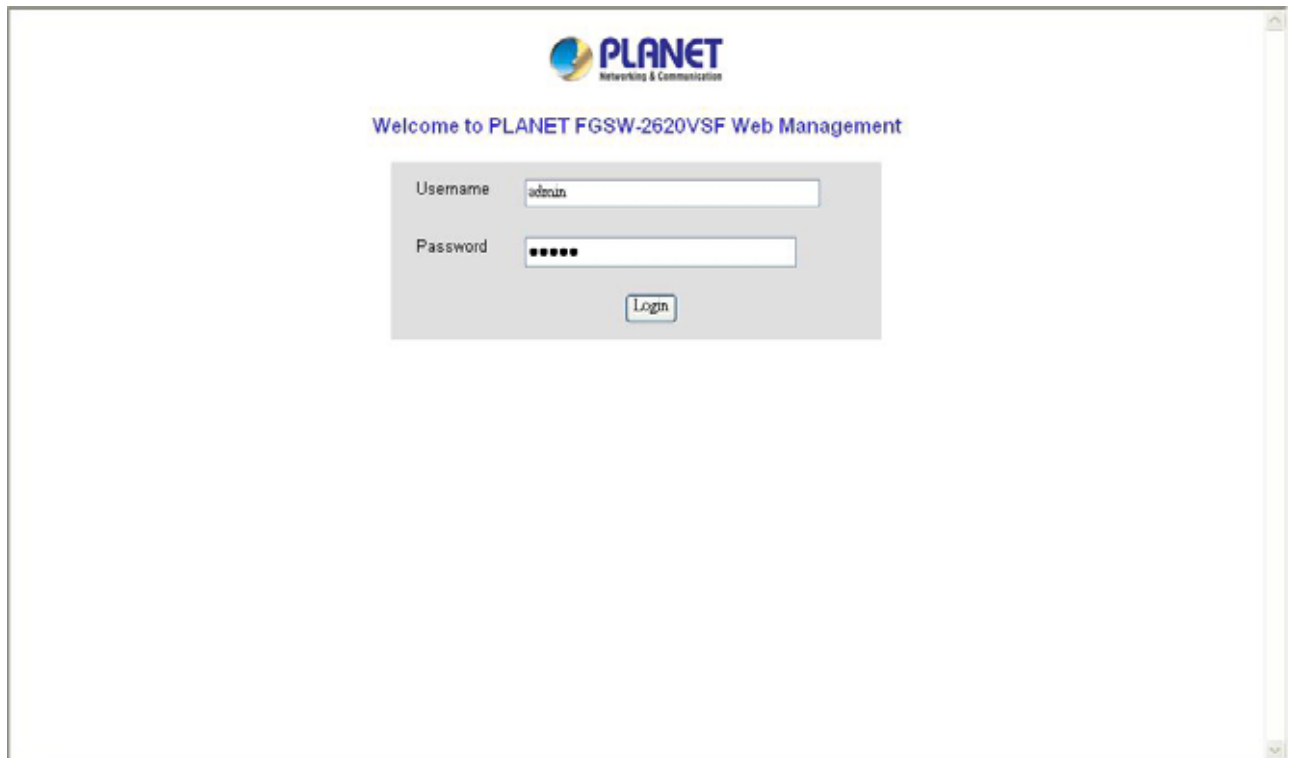 PLANET
Networking & Communication
Welcome to PLANET FGSW-2620VSF Web Management
Username admin
Password •••••
Login